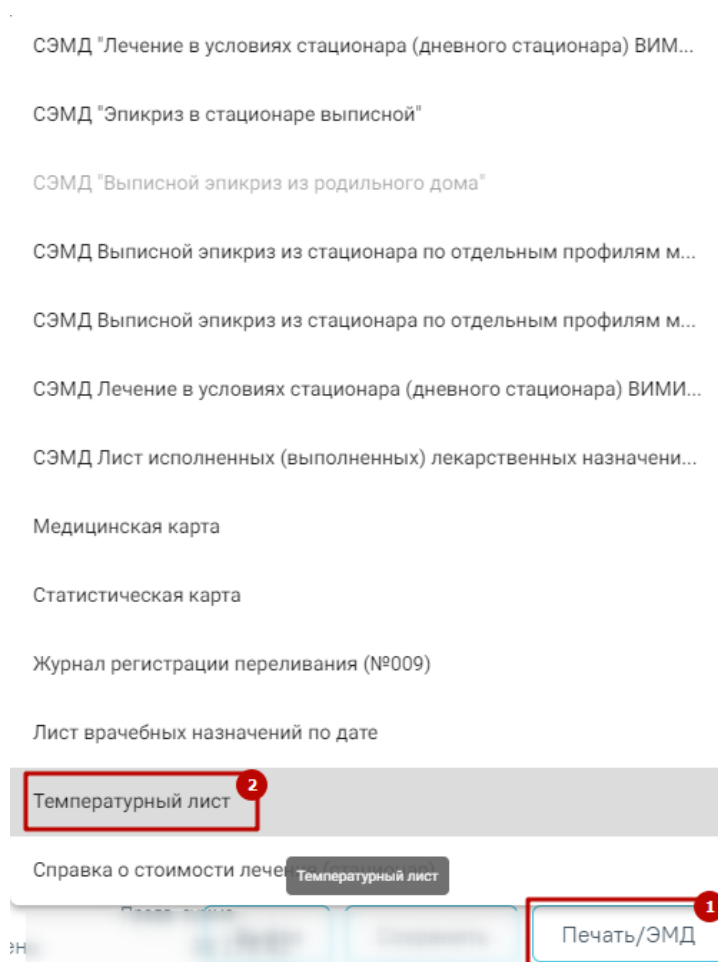 СЭМД "Лечение в условиях стационара (дневного стационара) ВИМ...
СЭМД "Эпикриз в стационаре выписной"
СЭМД "Выписной эпикриз из родильного дома"
СЭМД Выписной эпикриз из стационара по отдельным профилям м...
СЭМД Выписной эпикриз из стационара по отдельным профилям м...
СЭМД Лечение в условиях стационара (дневного стационара) ВИМИ...
СЭМД Лист исполненных (выполненных) лекарственных назначени...
Медицинская карта
Статистическая карта
Журнал регистрации переливания (№009)
Лист врачебных назначений по дате
2
Температурный лист
Справка о стоимости лечения (стационар)
Температурный лист
1
Печать/ЭМД